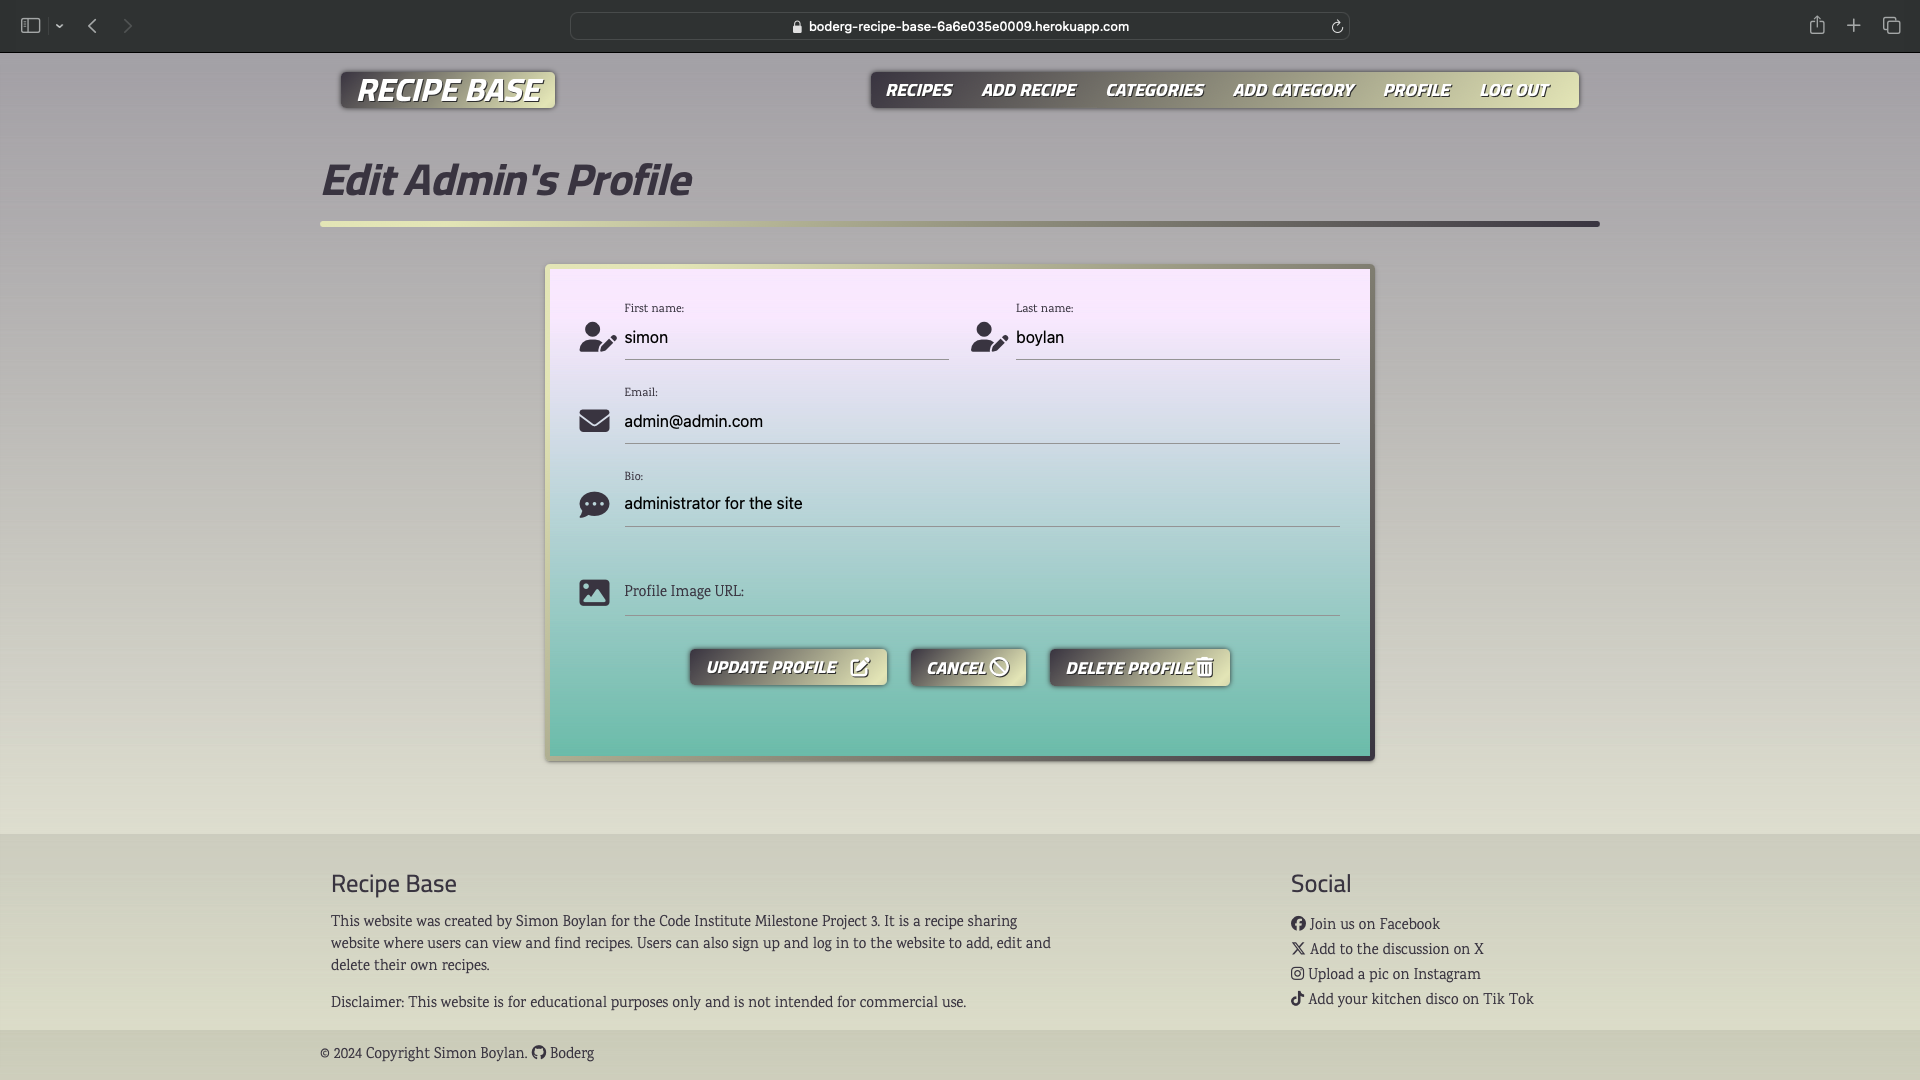 boderg-recipe-base-6a6e035e0009.herokuapp.com
RECIPE BASE
RECIPES ADD RECIPE CATEGORIES ADD CATEGORY PROFILE LOG OUT
Edit Admin's Profile
First name: Last name:
simon boylan
Email:
admin@admin.com
Bio:
administrator for the site
Profile Image URL:
UPDATE PROFILE CANCEL DELETE PROFILE
Recipe Base
This website was created by Simon Boylan for the Code Institute Milestone Project 3. It is a recipe sharing
website where users can view and find recipes. Users can also sign up and log in to the website to add, edit and
delete their own recipes.
Disclaimer: This website is for educational purposes only and is not intended for commercial use.
Social
Join us on Facebook
Add to the discussion on X
Upload a pic on Instagram
Add your kitchen disco on Tik Tok
© 2024 Copyright Simon Boylan. Boderg